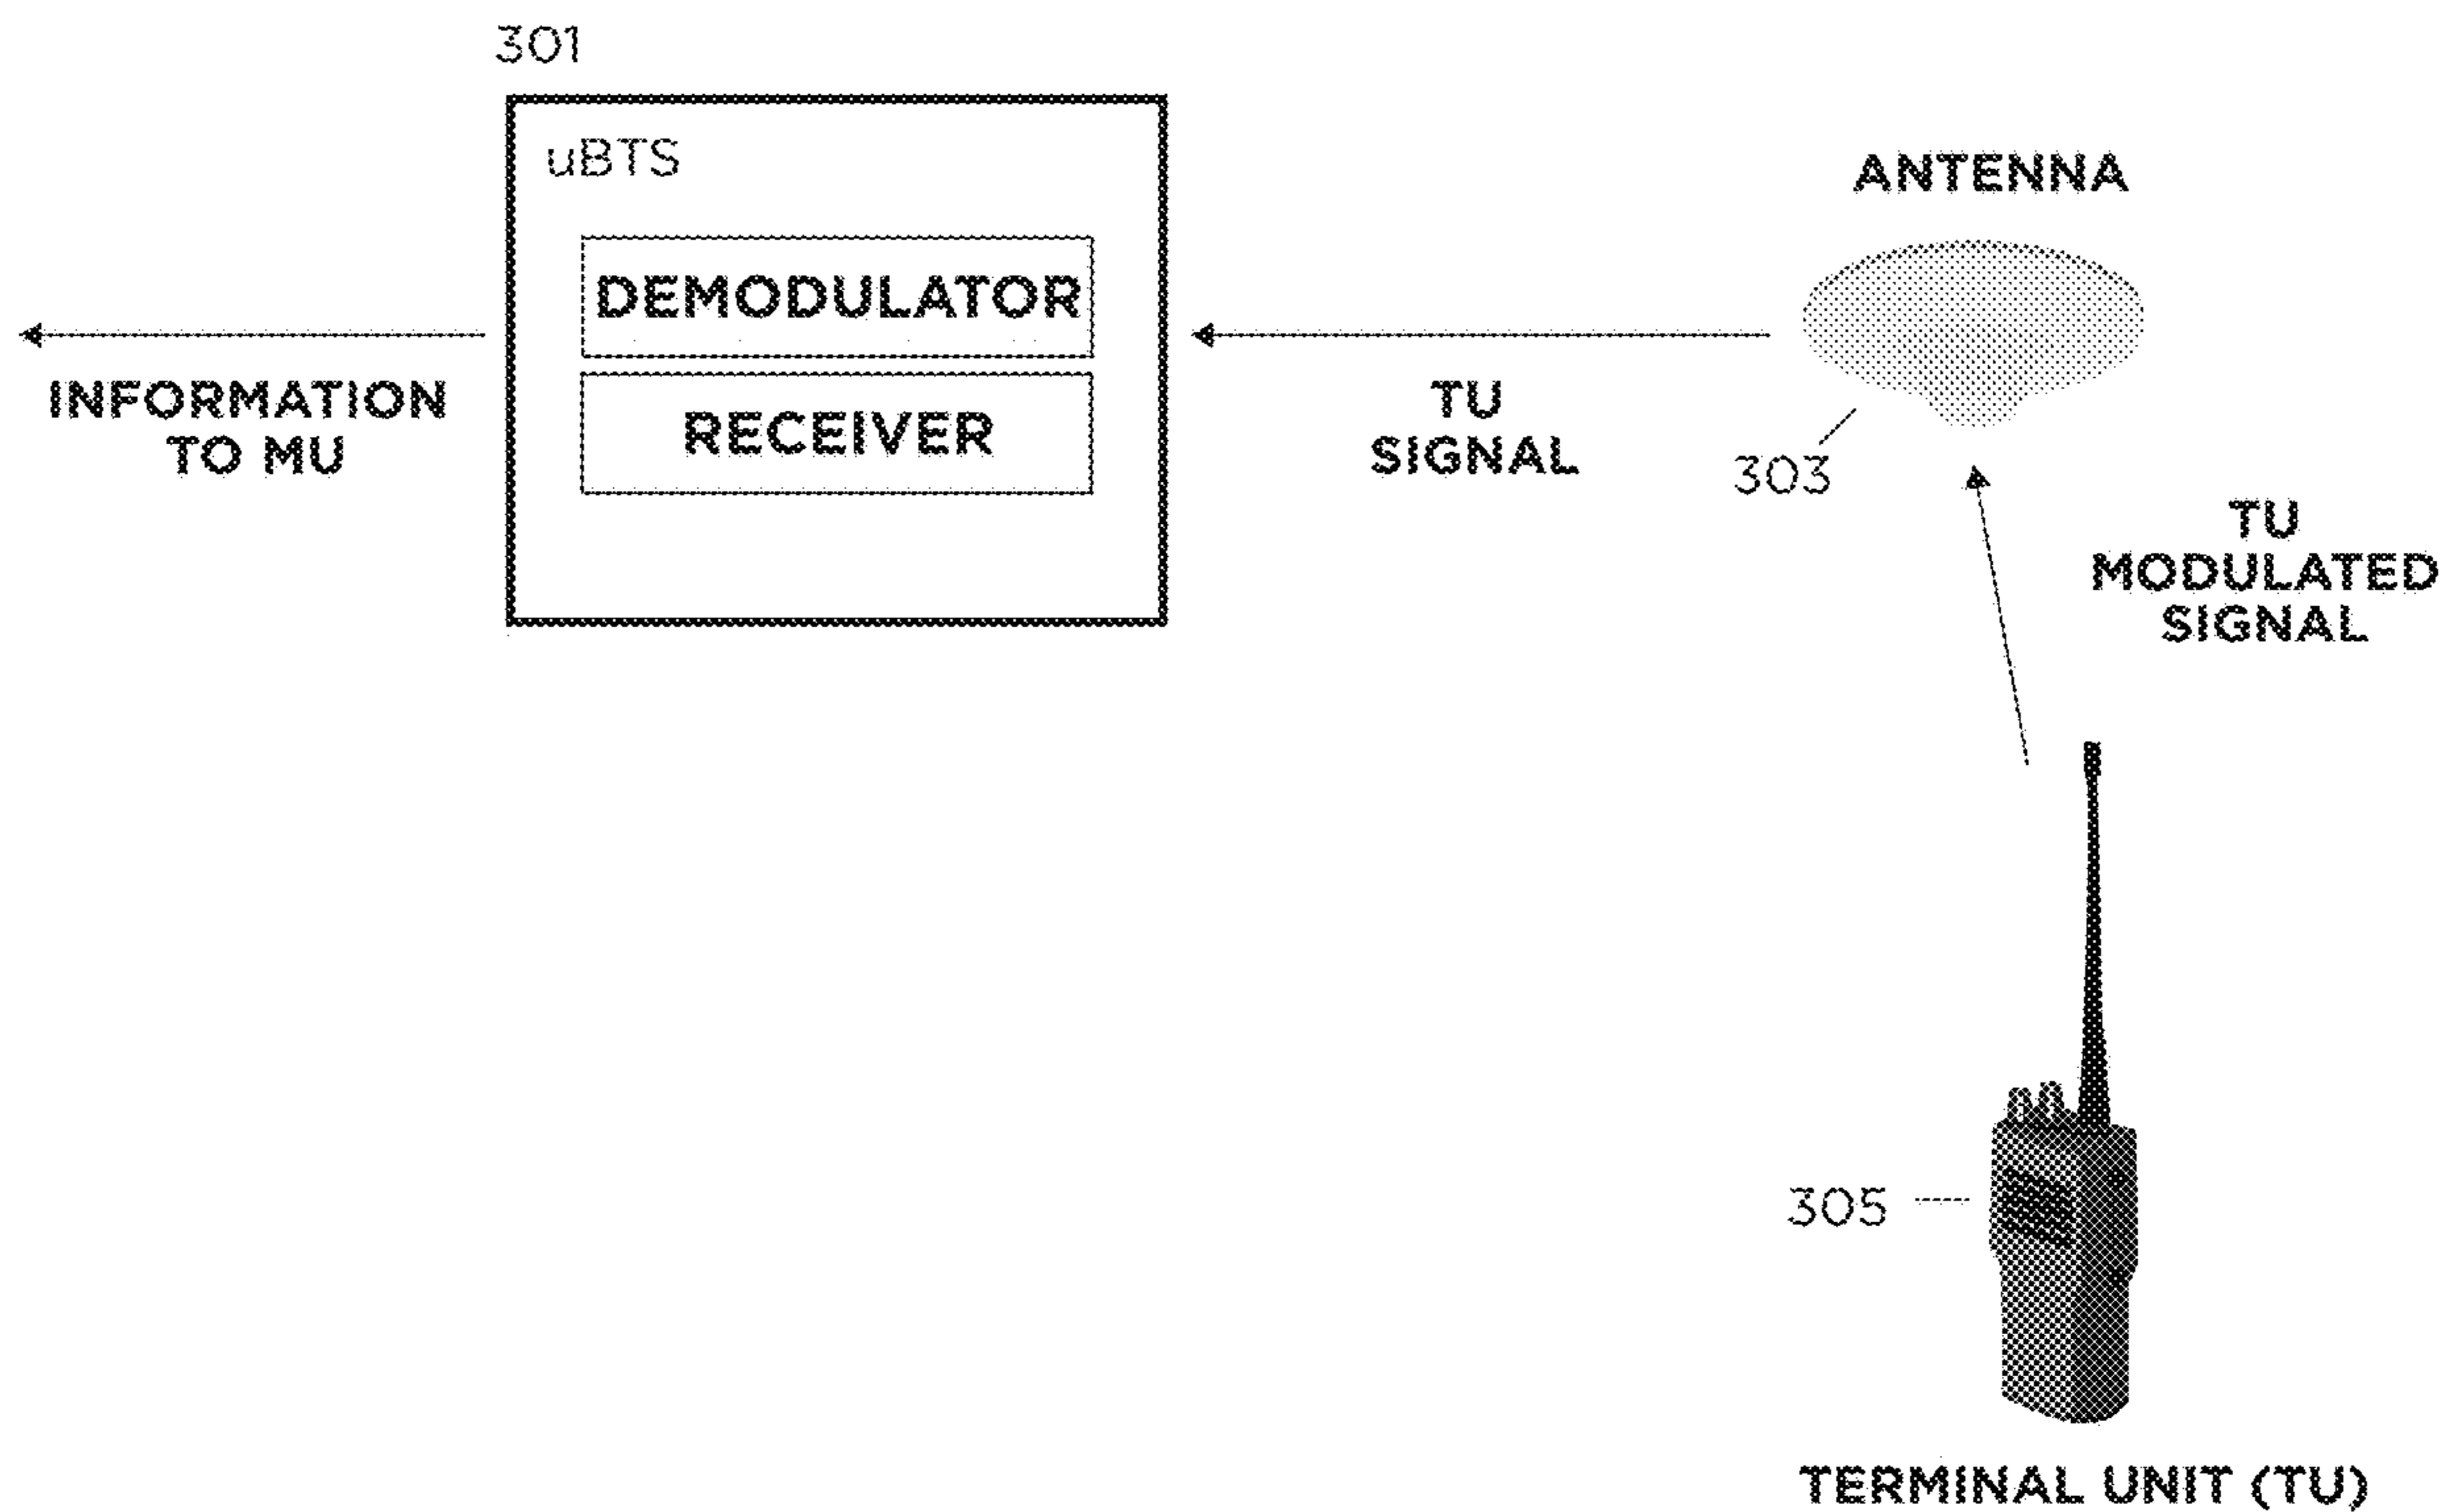 301
uBTS
DEMODULATOR
RECEIVER
INFORMATION
TO MU
TU
SIGNAL
ANTENNA
303
TU
MODULATED
SIGNAL
305
TERMINAL UNIT (TU)